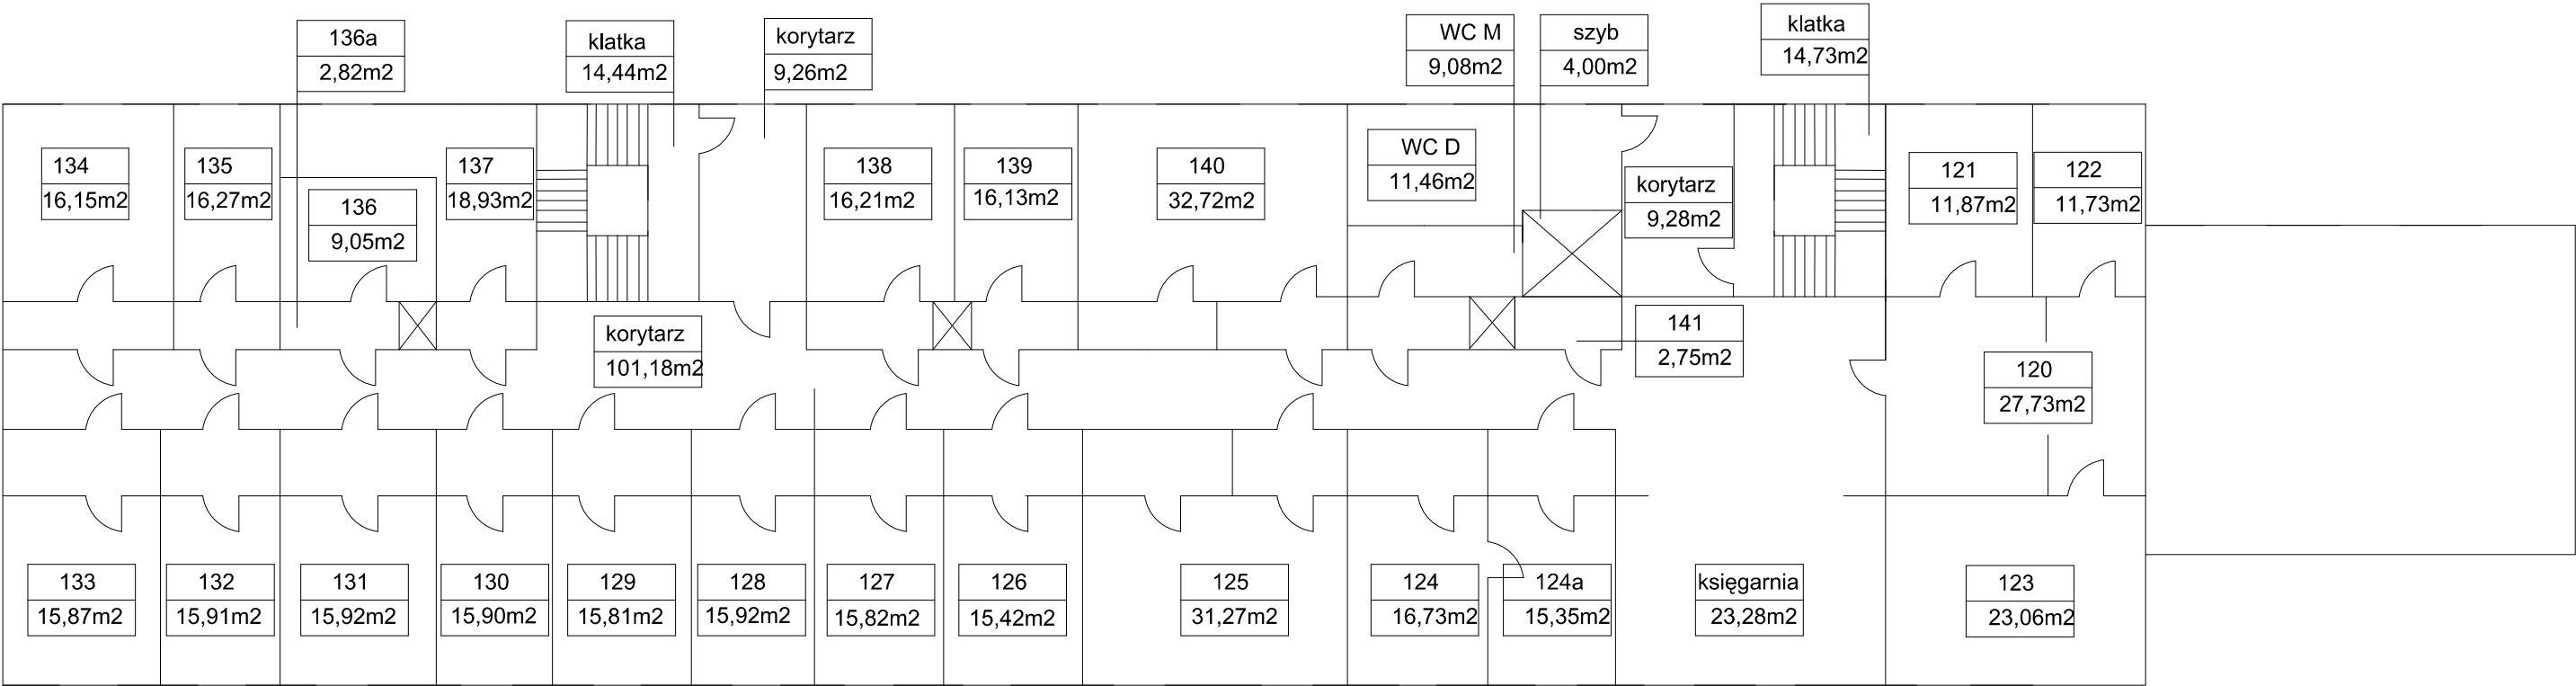 136a
2,82m2
klatka
14,44m2
korytarz
9,26m2
WC M
9,08m2
szyb
4,00m2
klatka
14,73m2
134
16,15m2
135
16,27m2
136
9,05m2
137
18,93m2
138
16,21m2
139
16,13m2
140
32,72m2
WC D
11,46m2
korytarz
9,28m2
121
11,87m2
122
11,73m2
korytarz
101,18m2
141
2,75m2
120
27,73m2
133
15,87m2
132
15,91m2
131
15,92m2
130
15,90m2
129
15,81m2
128
15,92m2
127
15,82m2
126
15,42m2
125
31,27m2
124
16,73m2
124a
15,35m2
księgarnia
23,28m2
123
23,06m2